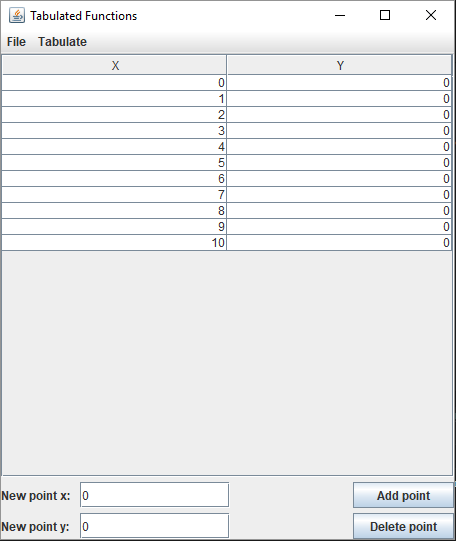 Tabulated Functions
File Tabulate
X Y
0 0
1 0
2 0
3 0
4 0
5 0
6 0
7 0
8 0
9 0
10 0
New point x: 0 Add point
New point y: 0 Delete point